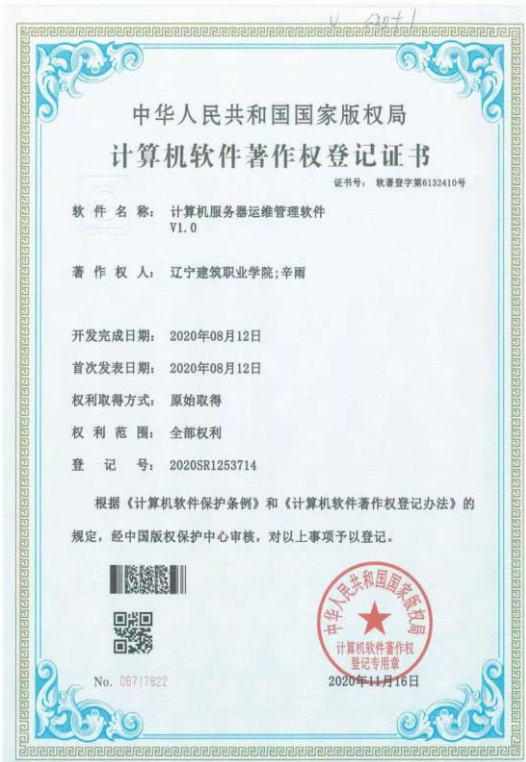 中华人民共和国国家版权局
计算机软件著作权登记证书
证书号： 软著登字第6132410号
软件名称： 计算机服务器运维管理软件
V1.0
著作权人： 辽宁建筑职业学院;辛雨
开发完成日期： 2020年08月12日
首次发表日期： 2020年08月12日
权利取得方式： 原始取得
权利范围： 全部权利
登记号： 2020SR1253714
根据《计算机软件保护条例》和《计算机软件著作权登记办法》的
规定，经中国版权保护中心审核，对以上事项予以登记。
中华人民共和国国家版权局
计算机软件著作权
登记专用章
No. 06717822
2020年11月16日